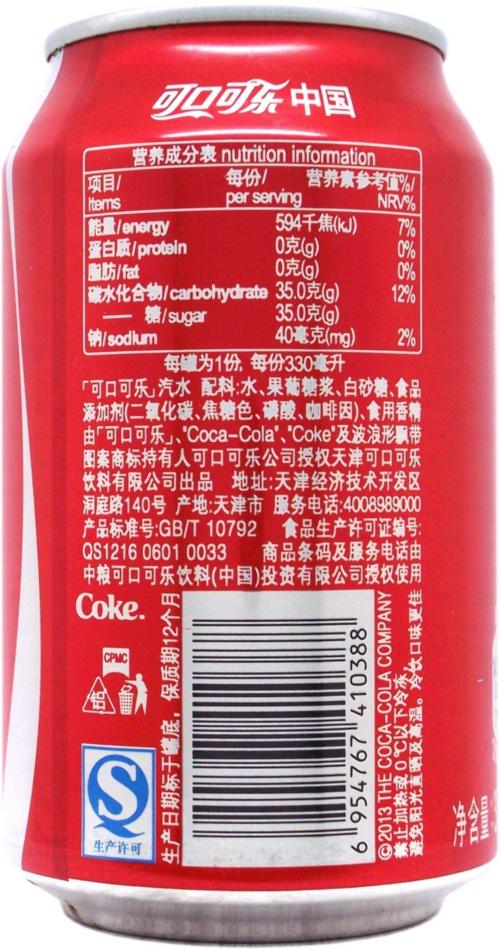 可口可乐 中国
营养成分表 nutrition information
项目/ 每份/ 营养素参考值%/
Items per serving NRV%
能量/energy 594千焦(kJ) 7%
蛋白质/protein 0克(g) 0%
脂肪/fat 0克(g) 0%
碳水化合物/carbohydrate 35.0克(g) 12%
—— 糖/sugar 35.0克(g)
钠/sodium 40毫克(mg) 2%
每罐为1份, 每份330毫升
「可口可乐」汽水 配料:水、果葡糖浆、白砂糖、食品
添加剂(二氧化碳、焦糖色、磷酸、咖啡因)、食用香精
由「可口可乐」、"Coca-Cola"、"Coke"及波浪形飘带
图案商标持有人可口可乐公司授权天津可口可乐
饮料有限公司出品 地址:天津经济技术开发区
洞庭路140号 产地:天津市 服务电话:4008989000
产品标准号:GB/T 10792 食品生产许可证编号:
QS1216 0601 0033 商品条码及服务电话由
中粮可口可乐饮料(中国)投资有限公司授权使用
Coke.
CPMC
铝
QS
生产许可
生产日期标于罐底, 保质期12个月
6 954767 410388
©2013 THE COCA-COLA COMPANY
禁止加热或0℃以下冷冻,
避免阳光直晒及高温。冷饮口味更佳
净含量